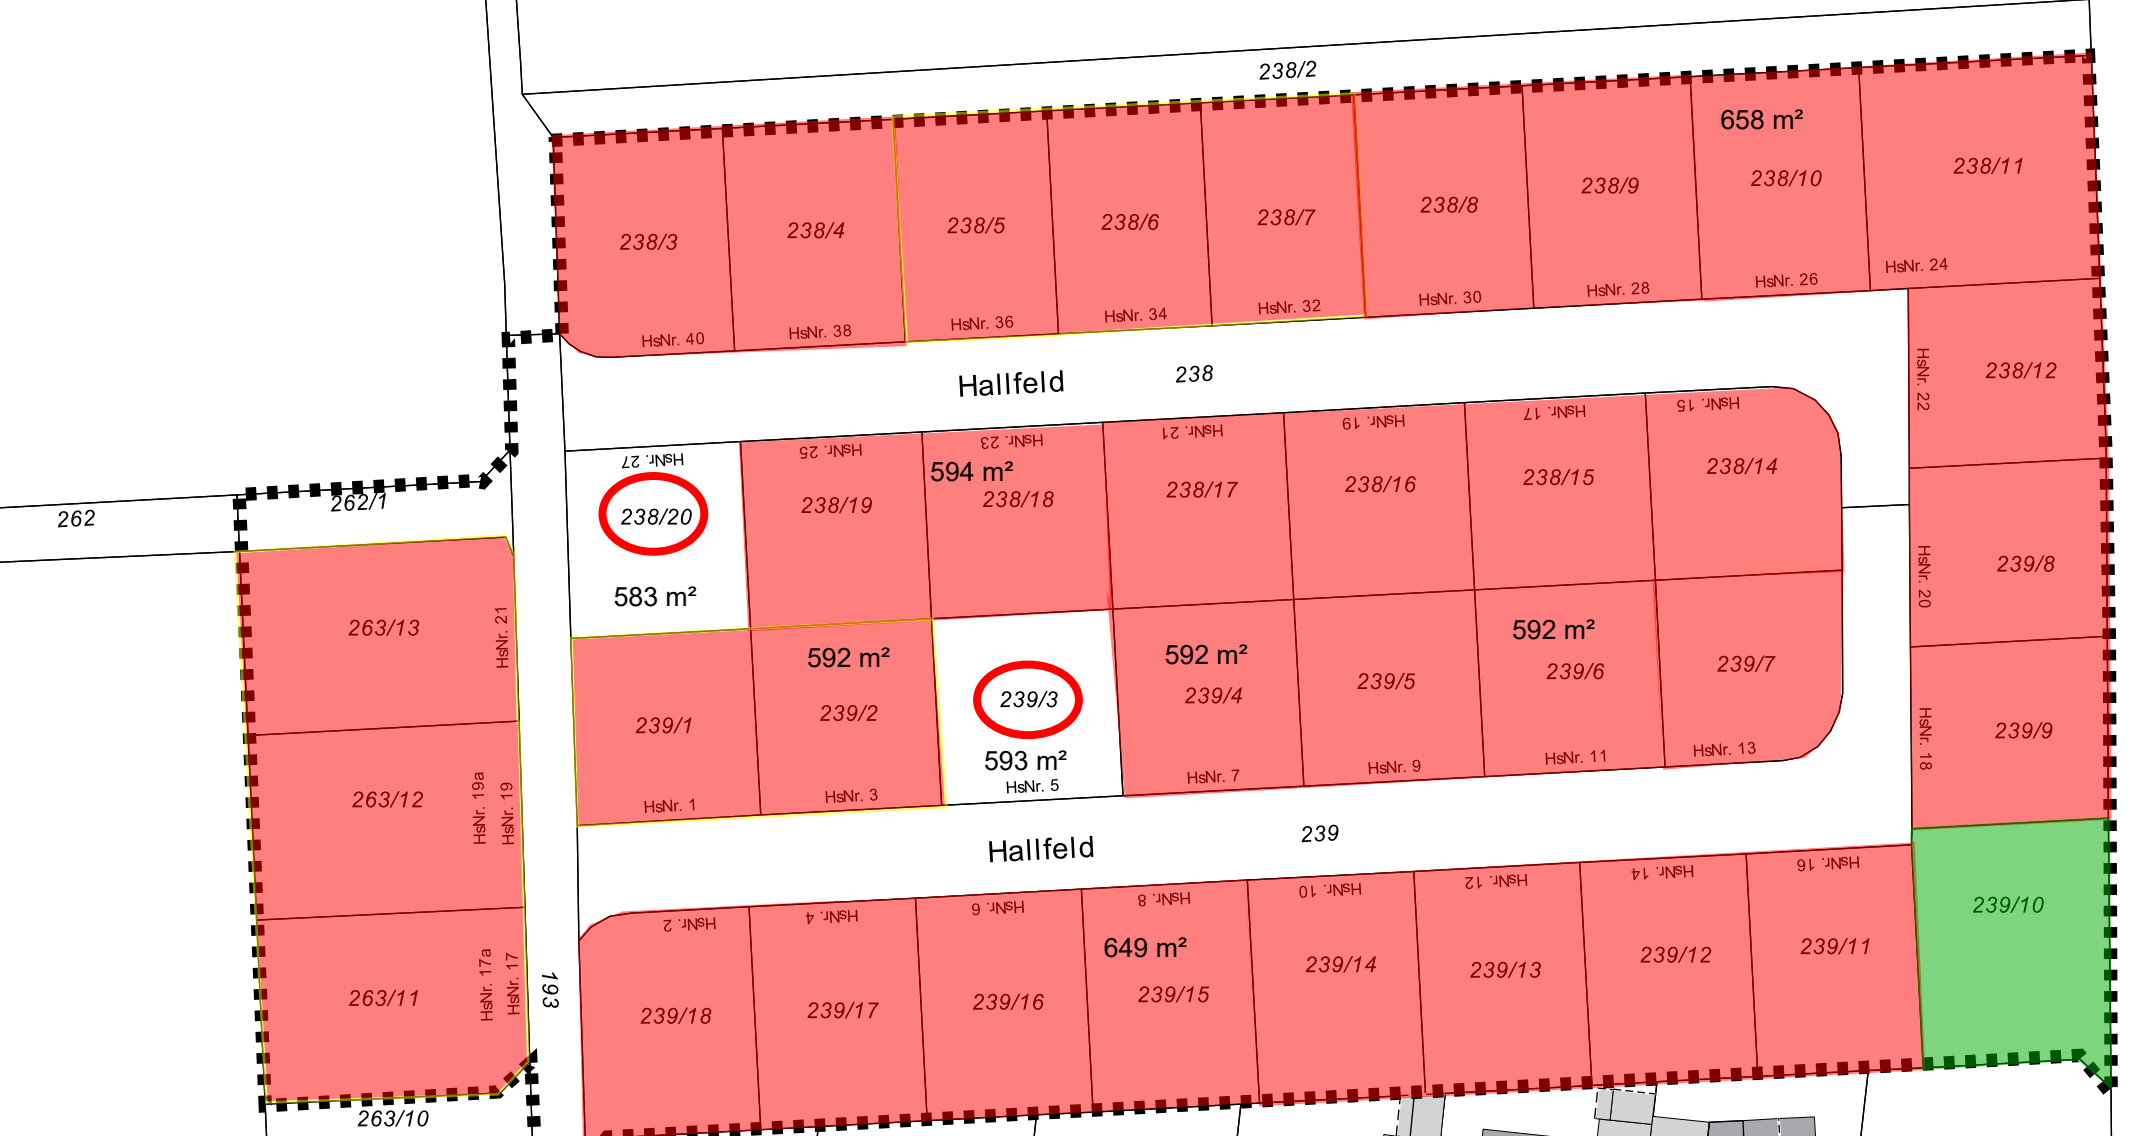 238/2
658 m²
238/3
238/4
238/5
238/6
238/7
238/8
238/9
238/10
238/11
HsNr. 40
HsNr. 38
HsNr. 36
HsNr. 34
HsNr. 32
HsNr. 30
HsNr. 28
HsNr. 26
HsNr. 24
Hallfeld
238
HsNr. 22
238/12
HsNr. 27
HsNr. 25
HsNr. 23
HsNr. 21
HsNr. 19
HsNr. 17
HsNr. 15
594 m²
238/20
238/19
238/18
238/17
238/16
238/15
238/14
583 m²
262
262/1
HsNr. 20
239/8
263/13
HsNr. 21
592 m²
592 m²
592 m²
239/1
239/2
239/3
239/4
239/5
239/6
239/7
593 m²
HsNr. 1
HsNr. 3
HsNr. 5
HsNr. 7
HsNr. 9
HsNr. 11
HsNr. 13
HsNr. 18
239/9
263/12
HsNr. 19a
HsNr. 19
Hallfeld
239
HsNr. 2
HsNr. 4
HsNr. 6
HsNr. 8
HsNr. 10
HsNr. 12
HsNr. 14
HsNr. 16
649 m²
239/18
239/17
239/16
239/15
239/14
239/13
239/12
239/11
239/10
263/11
HsNr. 17a
HsNr. 17
193
263/10